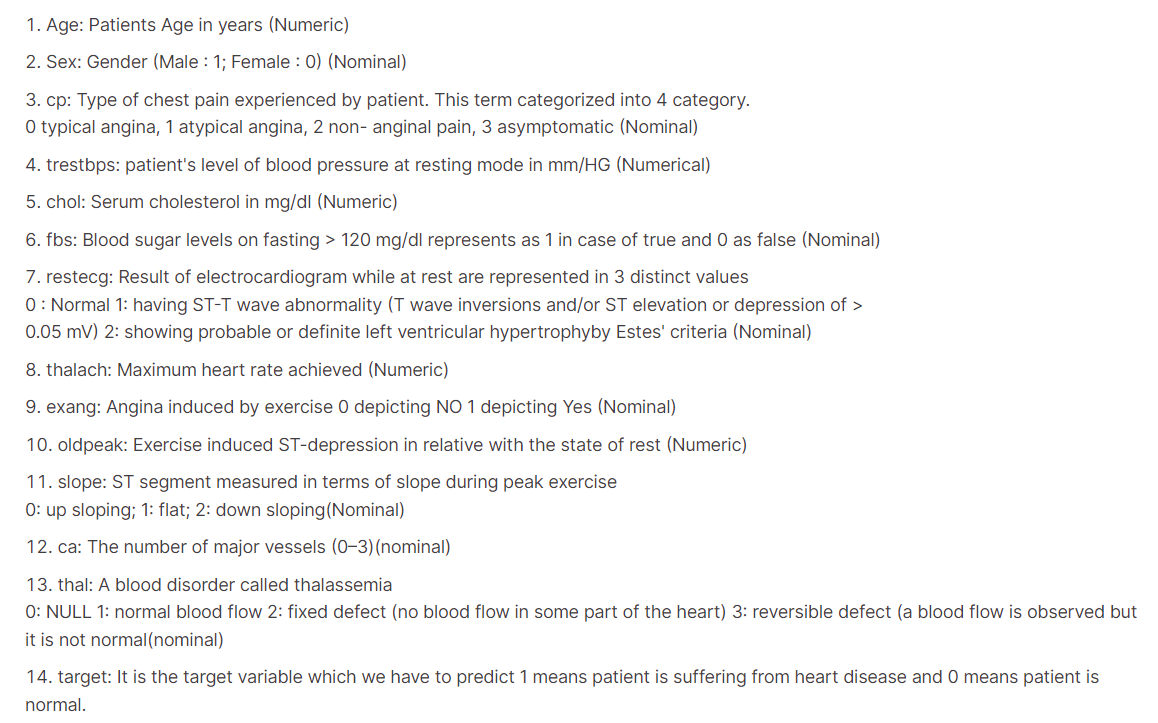 1. Age: Patients Age in years (Numeric)
2. Sex: Gender (Male : 1; Female : 0) (Nominal)
3. cp: Type of chest pain experienced by patient. This term categorized into 4 category.
0 typical angina, 1 atypical angina, 2 non- anginal pain, 3 asymptomatic (Nominal)
4. trestbps: patient's level of blood pressure at resting mode in mm/HG (Numerical)
5. chol: Serum cholesterol in mg/dl (Numeric)
6. fbs: Blood sugar levels on fasting > 120 mg/dl represents as 1 in case of true and 0 as false (Nominal)
7. restecg: Result of electrocardiogram while at rest are represented in 3 distinct values
0 : Normal 1: having ST-T wave abnormality (T wave inversions and/or ST elevation or depression of >
0.05 mV) 2: showing probable or definite left ventricular hypertrophyby Estes' criteria (Nominal)
8. thalach: Maximum heart rate achieved (Numeric)
9. exang: Angina induced by exercise 0 depicting NO 1 depicting Yes (Nominal)
10. oldpeak: Exercise induced ST-depression in relative with the state of rest (Numeric)
11. slope: ST segment measured in terms of slope during peak exercise
0: up sloping; 1: flat; 2: down sloping(Nominal)
12. ca: The number of major vessels (0–3)(nominal)
13. thal: A blood disorder called thalassemia
0: NULL 1: normal blood flow 2: fixed defect (no blood flow in some part of the heart) 3: reversible defect (a blood flow is observed but
it is not normal(nominal)
14. target: It is the target variable which we have to predict 1 means patient is suffering from heart disease and 0 means patient is
normal.